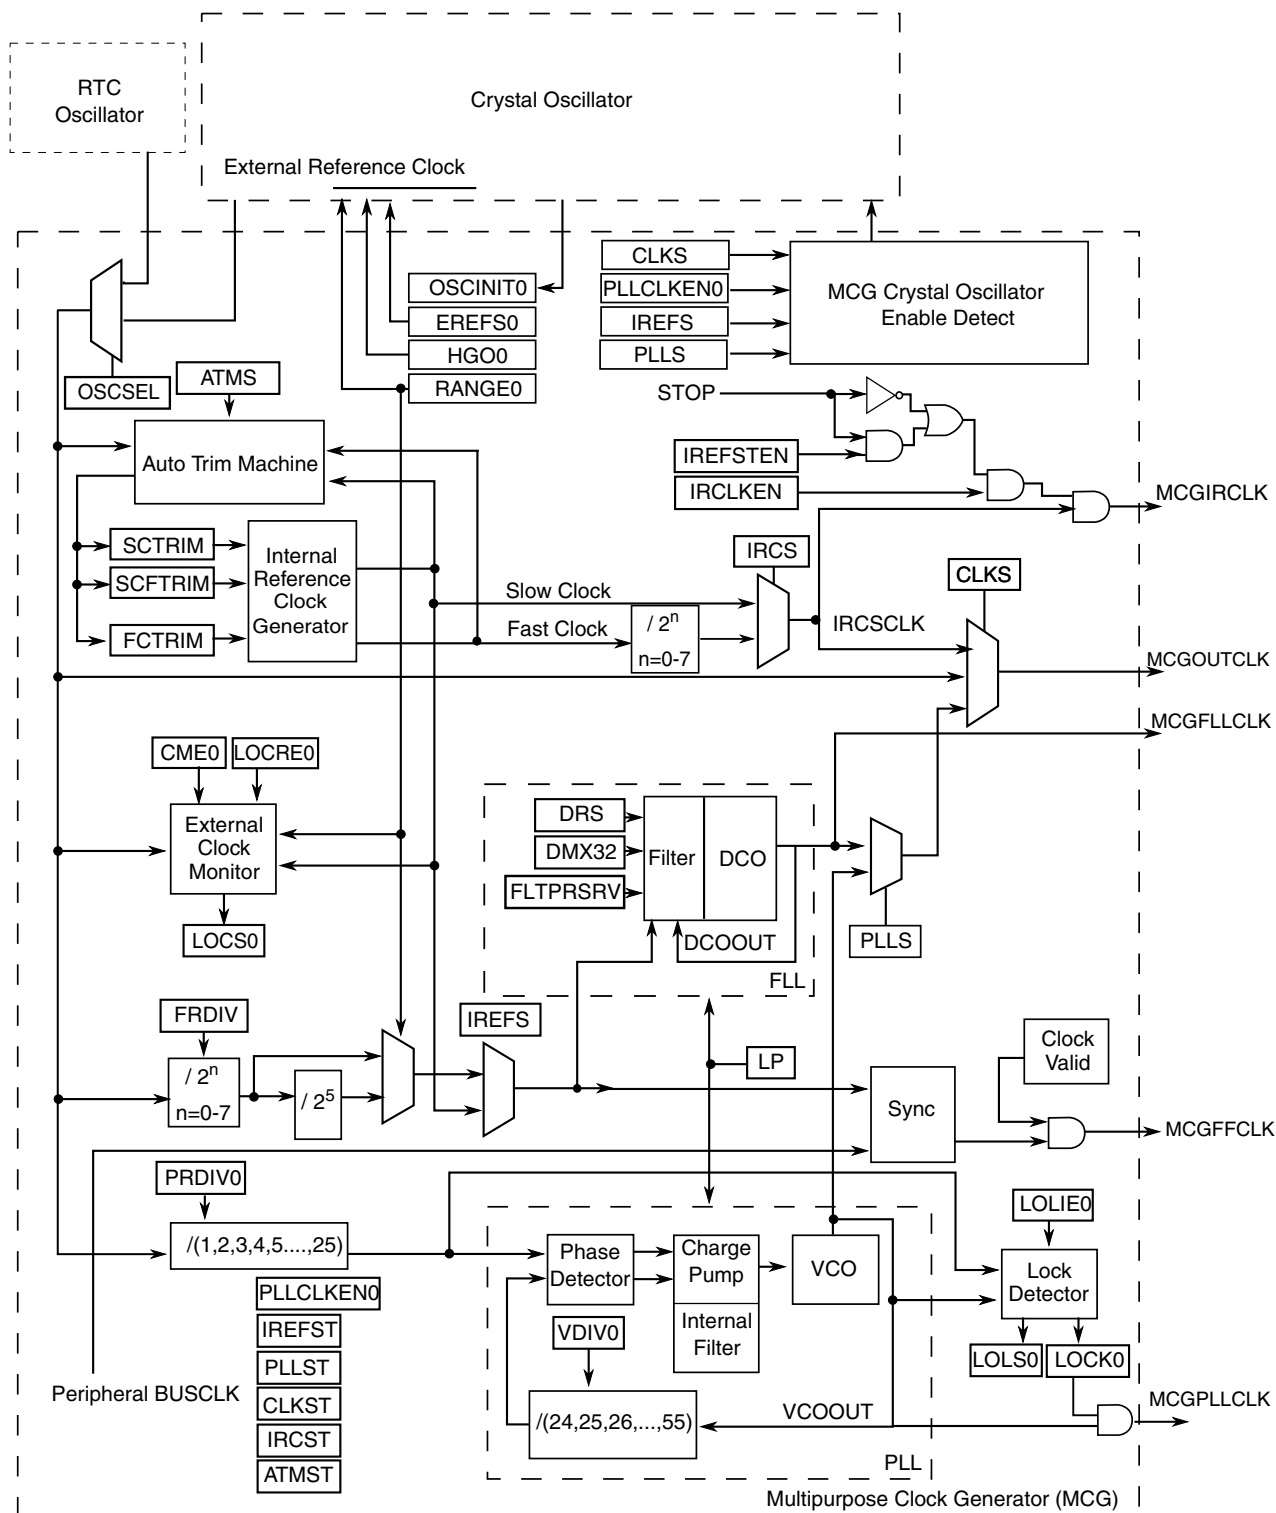 RTC
Oscillator
Crystal Oscillator
External Reference Clock
CLKS
OSCINIT0
PLLCLKEN0
MCG Crystal Oscillator
Enable Detect
EREFS0
IREFS
HGO0
PLLS
RANGE0
OSCSEL
ATMS
STOP
Auto Trim Machine
IREFSTEN
IRCLKEN
MCGIRCLK
SCTRIM
SCFTRIM
FCTRIM
Internal
Reference
Clock
Generator
IRCS
CLKS
Slow Clock
Fast Clock
/ 2ⁿ
n=0-7
IRCSCLK
MCGOUTCLK
MCGFLLCLK
CME0
LOCRE0
External
Clock
Monitor
LOCS0
DRS
DMX32
FLTPRSRV
Filter
DCO
DCOOUT
FLL
PLLS
FRDIV
IREFS
/ 2ⁿ
n=0-7
/ 2⁵
LP
Clock
Valid
Sync
MCGFFCLK
PRDIV0
/(1,2,3,4,5....,25)
Phase
Detector
Charge
Pump
Internal
Filter
VCO
LOLIE0
Lock
Detector
LOLS0
LOCK0
PLLCLKEN0
IREFST
PLLST
CLKST
IRCST
ATMST
VDIV0
/(24,25,26,...,55)
VCOOUT
PLL
Peripheral BUSCLK
MCGPLLCLK
Multipurpose Clock Generator (MCG)